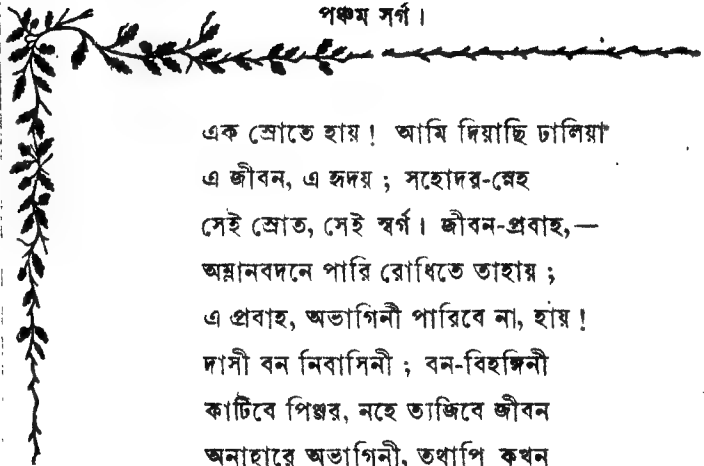 পঞ্চম সর্গ।
এক স্রোতে হায়! আমি দিয়াছি ঢালিয়া
এ জীবন, এ হৃদয়; সহোদর-স্নেহ
সেই স্রোত, সেই স্বর্গ। জীবন-প্রবাহ,—
অম্লানবদনে পারি রোধিতে তাহায়;
এ প্রবাহ, অভাগিনী পারিবে না, হায়!
দাসী বন নিবাসিনী; বন-বিহঙ্গিনী
কাটিবে পিঞ্জর, নহে ত্যজিবে জীবন
অনাহারে অভাগিনী, তথাপি কখন